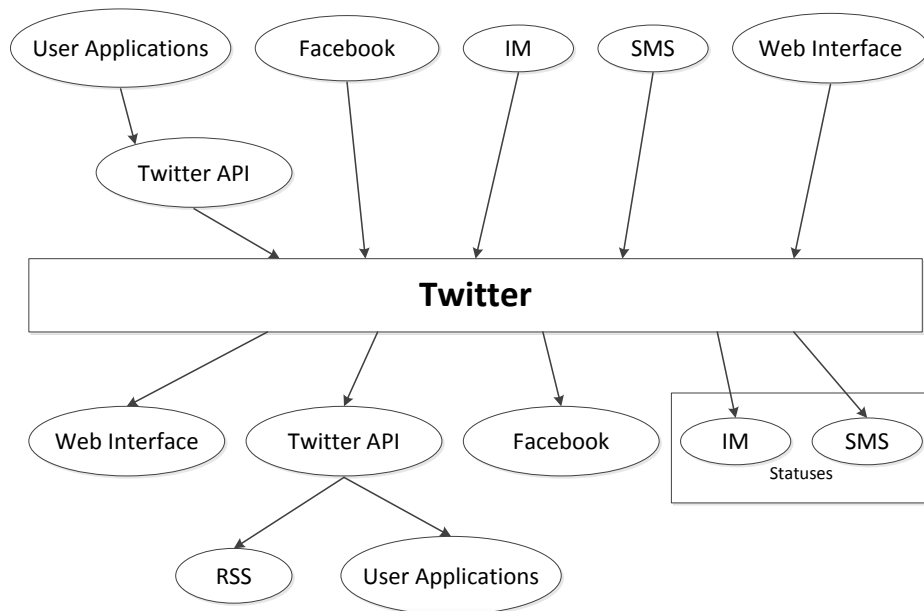 User Applications
Facebook
IM
SMS
Web Interface
Twitter API
Twitter
Web Interface
Twitter API
Facebook
IM
SMS
Statuses
RSS
User Applications